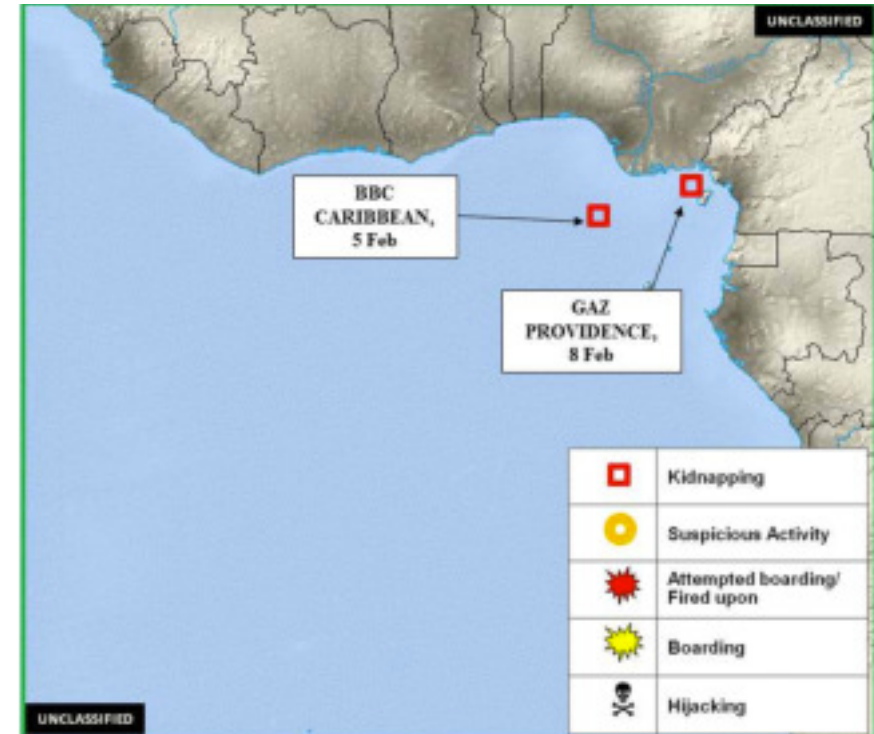 UNCLASSIFIED
BBC
CARIBBEAN,
5 Feb
GAZ
PROVIDENCE,
8 Feb
Kidnapping
Suspicious Activity
Attempted boarding/
Fired upon
Boarding
Hijacking
UNCLASSIFIED